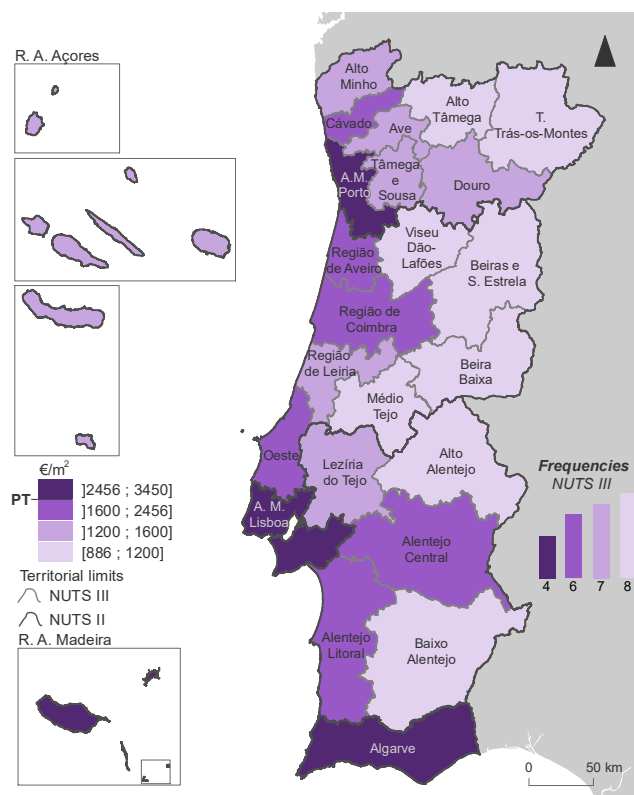 R. A. Açores
Alto
Minho
Cávado
Ave
Alto
Tâmega
T.
Trás-os-Montes
A.M.
Porto
Tâmega
e
Sousa
Douro
Viseu
Dão-
Lafões
Região
de Aveiro
Beiras e
S. Estrela
Região de
Coimbra
Região
de Leiria
Beira
Baixa
Médio
Tejo
Oeste
Lezíria
do Tejo
Alto
Alentejo
A. M.
Lisboa
Alentejo
Central
Alentejo
Litoral
Baixo
Alentejo
Algarve
€/m²
PT
]2456 ; 3450]
]1600 ; 2456]
]1200 ; 1600]
[886 ; 1200]
Territorial limits
NUTS III
NUTS II
R. A. Madeira
Frequencies
NUTS III
4 6 7 8
0 50 km